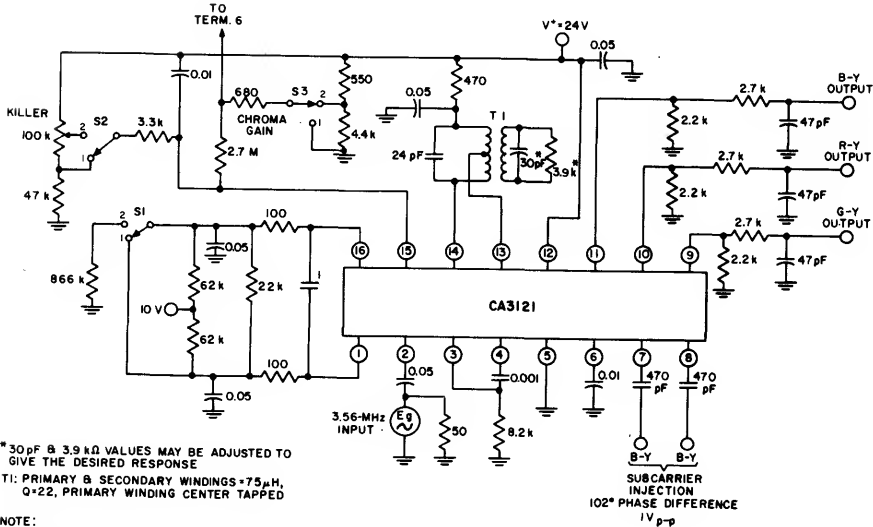 TO
TERM. 6
V+=24V
0.05
0.01
680
S3
2
1
CHROMA
GAIN
550
4.4k
0.05
470
T1
24 pF
30pF*
3.9k*
2.7k
B-Y
OUTPUT
2.2k
47pF
2.7k
R-Y
OUTPUT
2.2k
47pF
2.7k
G-Y
OUTPUT
2.2k
47pF
KILLER
100 k
2
S2
1
3.3k
47 k
2.7 M
2
S1
1
100
0.05
866 k
62 k
22k
1
10 V
62 k
100
0.05
16
15
14
13
12
11
10
9
CA3121
1
2
3
4
5
6
7
8
0.05
0.001
0.01
470
pF
470
pF
3.56-MHz
INPUT
Eg
50
8.2k
B-Y
B-Y
SUBCARRIER
INJECTION
102° PHASE DIFFERENCE
1Vp-p
*30pF & 3.9 kΩ VALUES MAY BE ADJUSTED TO
GIVE THE DESIRED RESPONSE
T1: PRIMARY & SECONDARY WINDINGS=75μH,
Q=22, PRIMARY WINDING CENTER TAPPED
NOTE: